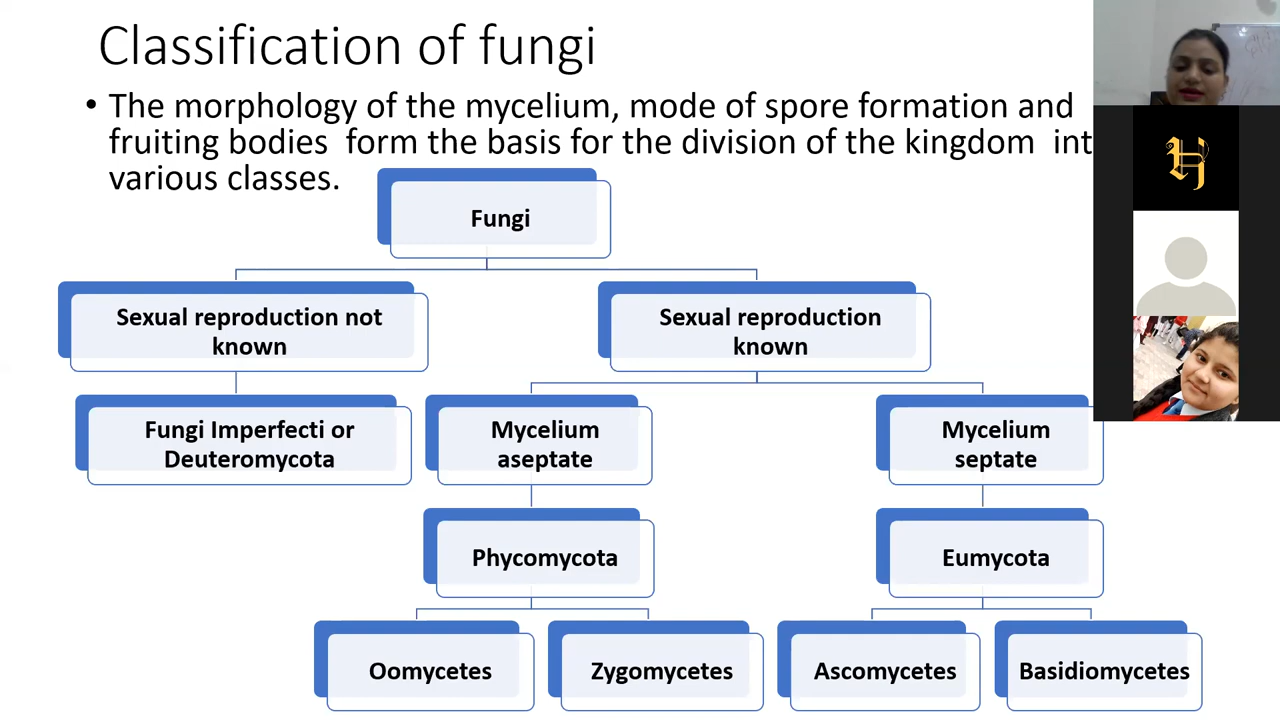 Classification of fungi
• The morphology of the mycelium, mode of spore formation and
fruiting bodies form the basis for the division of the kingdom int
various classes.
Fungi
Sexual reproduction not
known
Sexual reproduction
known
Fungi Imperfecti or
Deuteromycota
Mycelium
aseptate
Mycelium
septate
Phycomycota
Eumycota
Oomycetes
Zygomycetes
Ascomycetes
Basidiomycetes